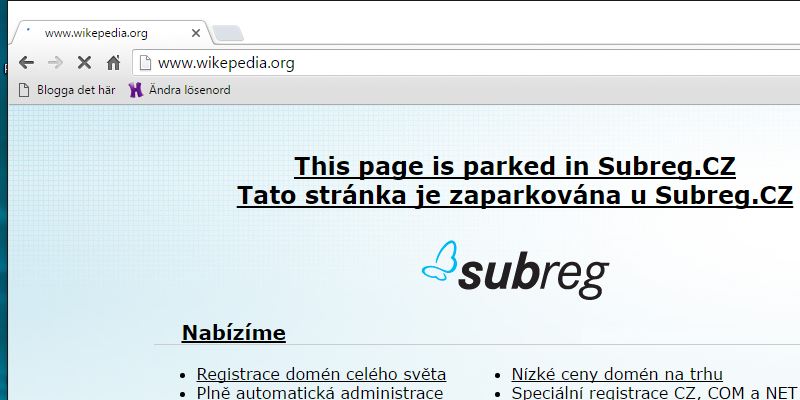 www.wikepedia.org
www.wikepedia.org
Blogga det här Ändra lösenord
This page is parked in Subreg.CZ
Tato stránka je zaparkována u Subreg.CZ
subreg
Nabízíme
Registrace domén celého světa
Plně automatická administrace
Nízké ceny domén na trhu
Speciální registrace CZ, COM a NET